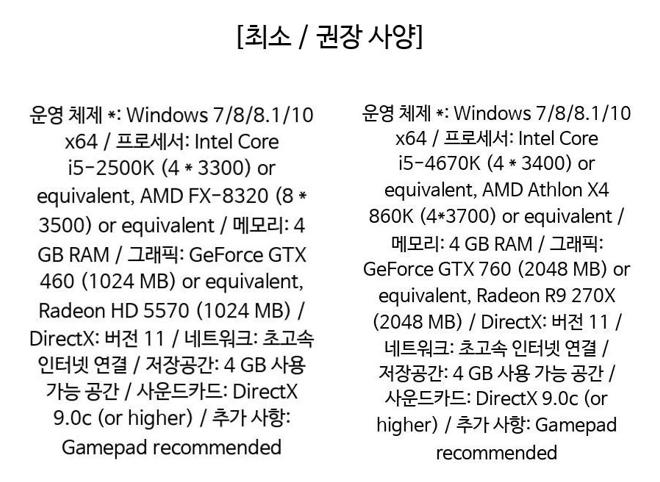 [최소 / 권장 사양]
운영 체제 *: Windows 7/8/8.1/10
x64 / 프로세서: Intel Core
i5-2500K (4 * 3300) or
equivalent, AMD FX-8320 (8 *
3500) or equivalent / 메모리: 4
GB RAM / 그래픽: GeForce GTX
460 (1024 MB) or equivalent,
Radeon HD 5570 (1024 MB) /
DirectX: 버전 11 / 네트워크: 초고속
인터넷 연결 / 저장공간: 4 GB 사용
가능 공간 / 사운드카드: DirectX
9.0c (or higher) / 추가 사항:
Gamepad recommended
운영 체제 *: Windows 7/8/8.1/10
x64 / 프로세서: Intel Core
i5-4670K (4 * 3400) or
equivalent, AMD Athlon X4
860K (4*3700) or equivalent /
메모리: 4 GB RAM / 그래픽:
GeForce GTX 760 (2048 MB) or
equivalent, Radeon R9 270X
(2048 MB) / DirectX: 버전 11 /
네트워크: 초고속 인터넷 연결 /
저장공간: 4 GB 사용 가능 공간 /
사운드카드: DirectX 9.0c (or
higher) / 추가 사항: Gamepad
recommended